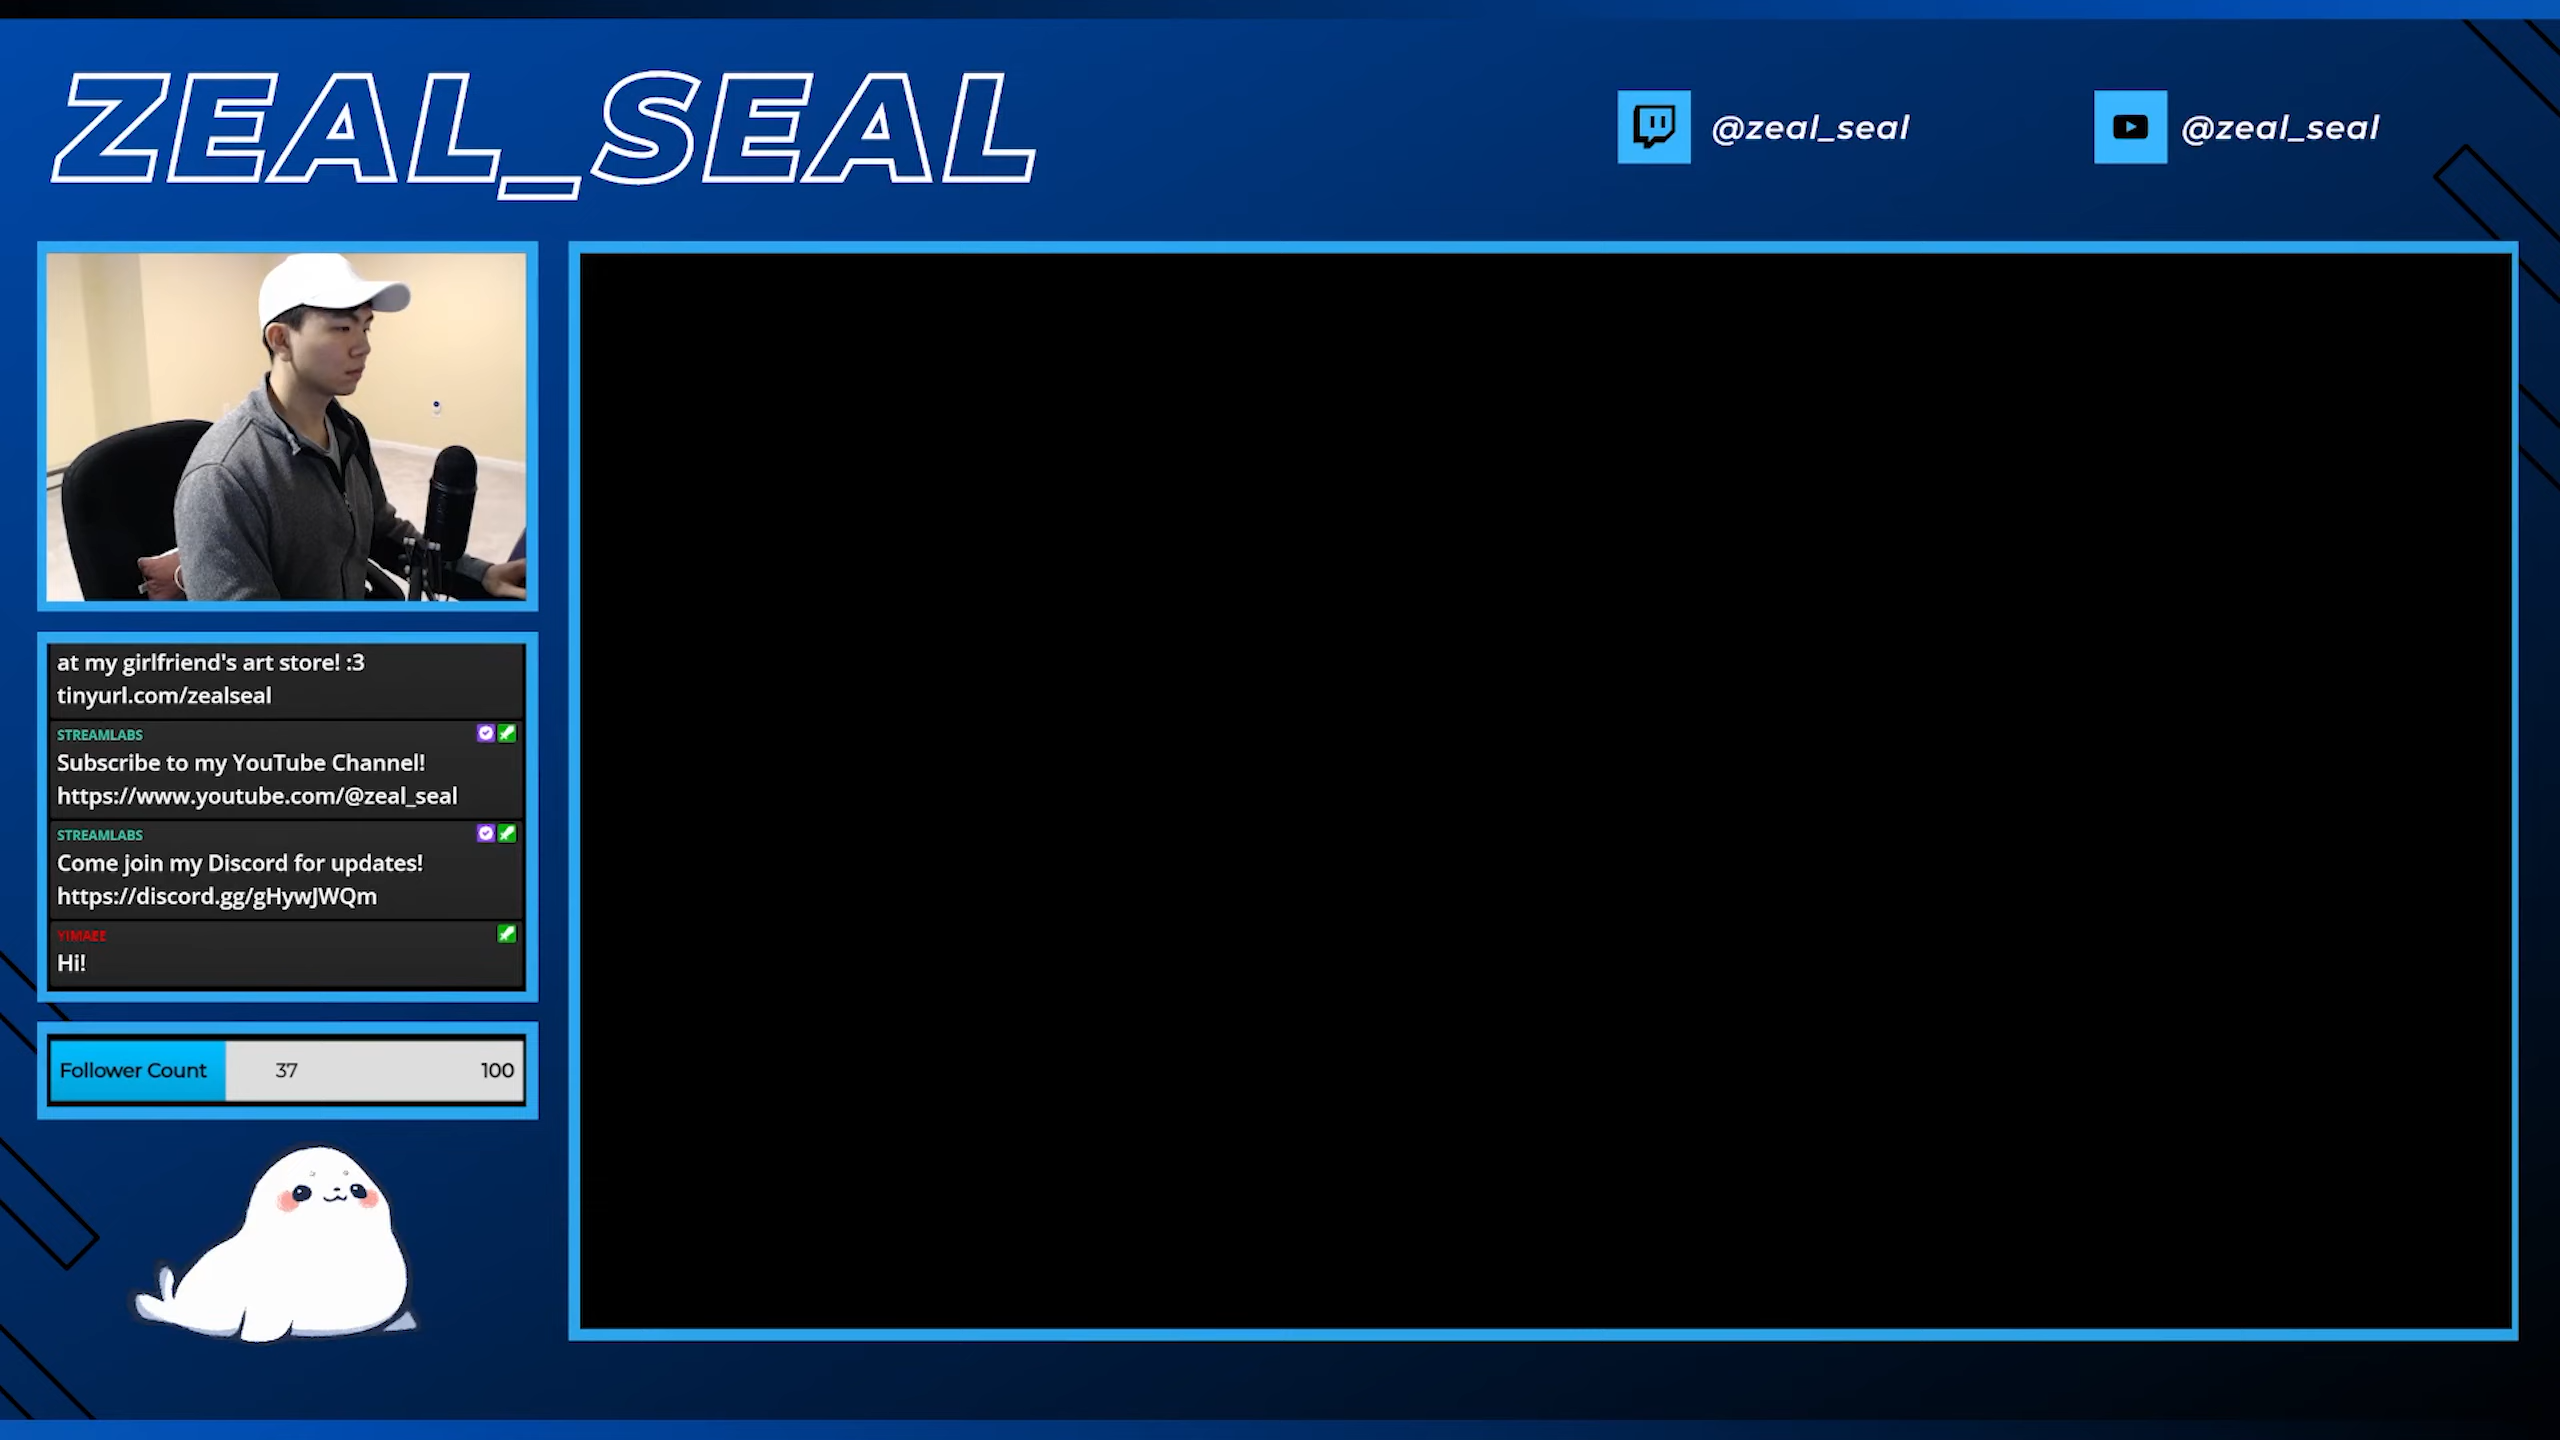 ZEAL_SEAL
@zeal_seal
@zeal_seal
at my girlfriend's art store! :3
tinyurl.com/zealseal
STREAMLABS
Subscribe to my YouTube Channel!
https://www.youtube.com/@zeal_seal
STREAMLABS
Come join my Discord for updates!
https://discord.gg/gHywJWQm
YIMAEE
Hi!
Follower Count 37 100